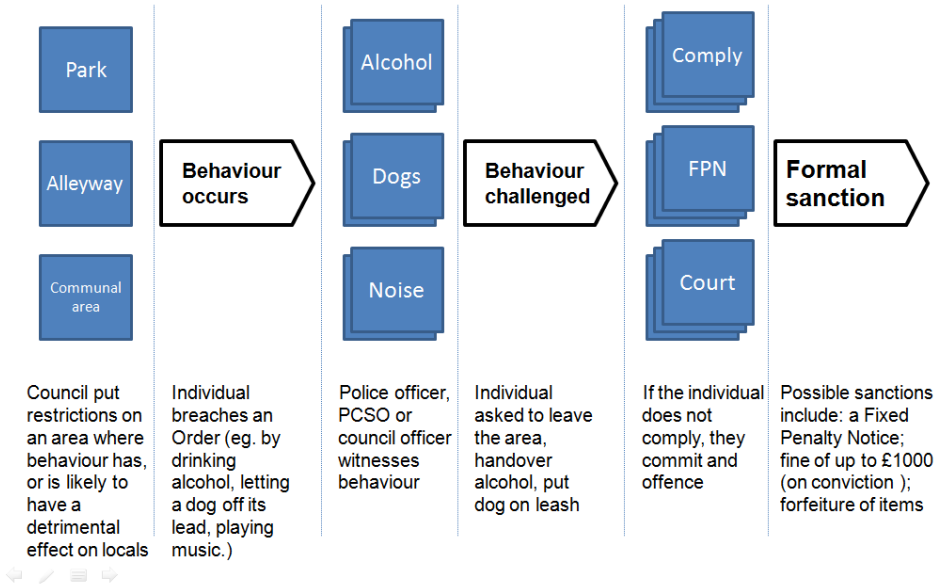 Park
Alleyway
Communal
area
Behaviour
occurs
Alcohol
Dogs
Noise
Behaviour
challenged
Comply
FPN
Court
Formal
sanction
Council put
restrictions on
an area where
behaviour has,
or is likely to
have a
detrimental
effect on locals
Individual
breaches an
Order (eg. by
drinking
alcohol, letting
a dog off its
lead, playing
music.)
Police officer,
PCSO or
council officer
witnesses
behaviour
Individual
asked to leave
the area,
handover
alcohol, put
dog on leash
If the individual
does not
comply, they
commit and
offence
Possible sanctions
include: a Fixed
Penalty Notice;
fine of up to £1000
(on conviction );
forfeiture of items